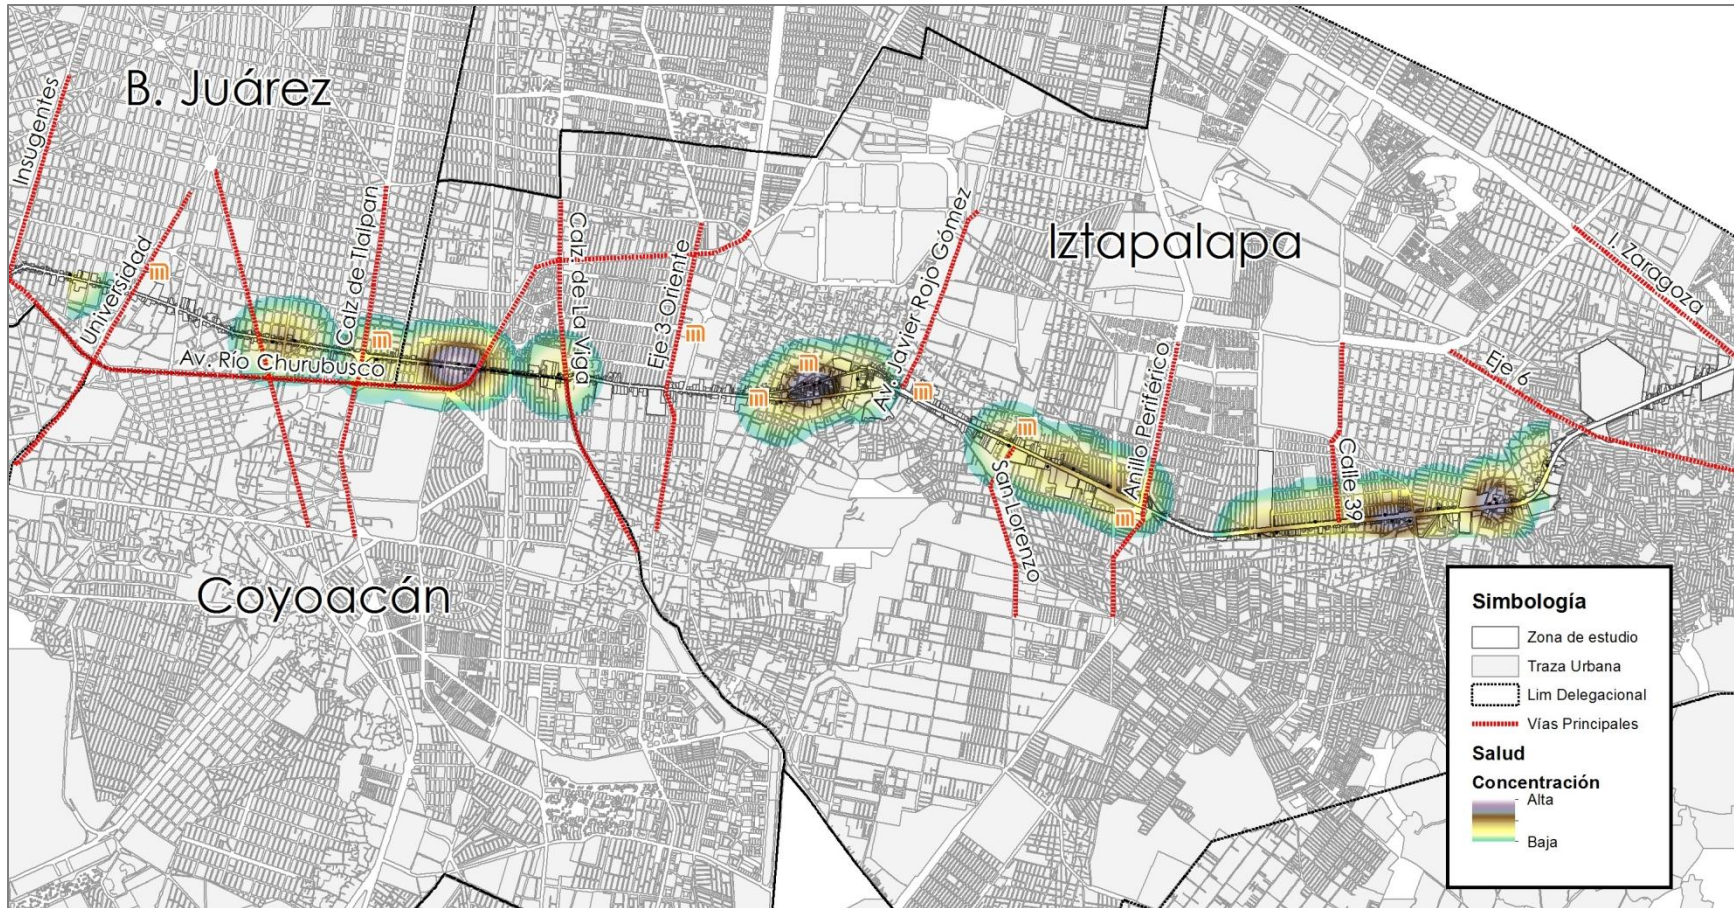 B. Juárez
Insugentes
Universidad
Calz de Tlalpan
Av. Río Churubusco
Calz de La Viga
Eje 3 Oriente
Av. Javier Rojo Gómez
Iztapalapa
San Lorenzo
Anillo Periférico
Calle 39
I. Zaragoza
Eje 6
Coyoacán
Simbología
Zona de estudio
Traza Urbana
Lim Delegacional
Vías Principales
Salud
Concentración
Alta
Baja